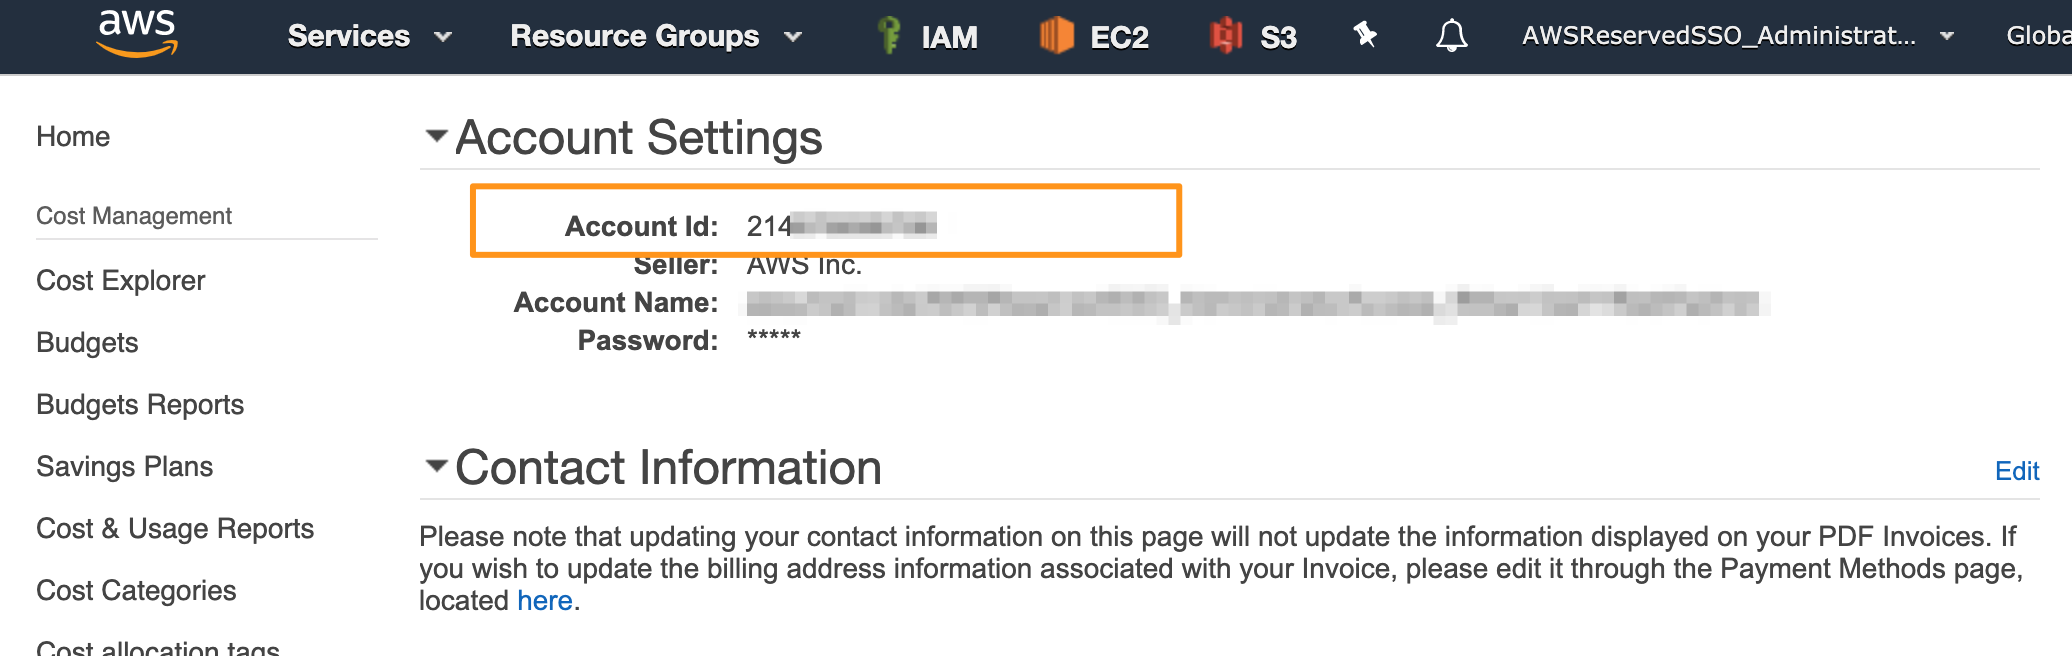 aws
Services
Resource Groups
IAM
EC2
S3
AWSReservedSSO_Administrat...
Globa
Home
Cost Management
Cost Explorer
Budgets
Budgets Reports
Savings Plans
Cost & Usage Reports
Cost Categories
Cost allocation tags
Account Settings
Account Id: 214
Seller: AWS Inc.
Account Name:
Password: *****
Contact Information
Edit
Please note that updating your contact information on this page will not update the information displayed on your PDF Invoices. If
you wish to update the billing address information associated with your Invoice, please edit it through the Payment Methods page,
located here.